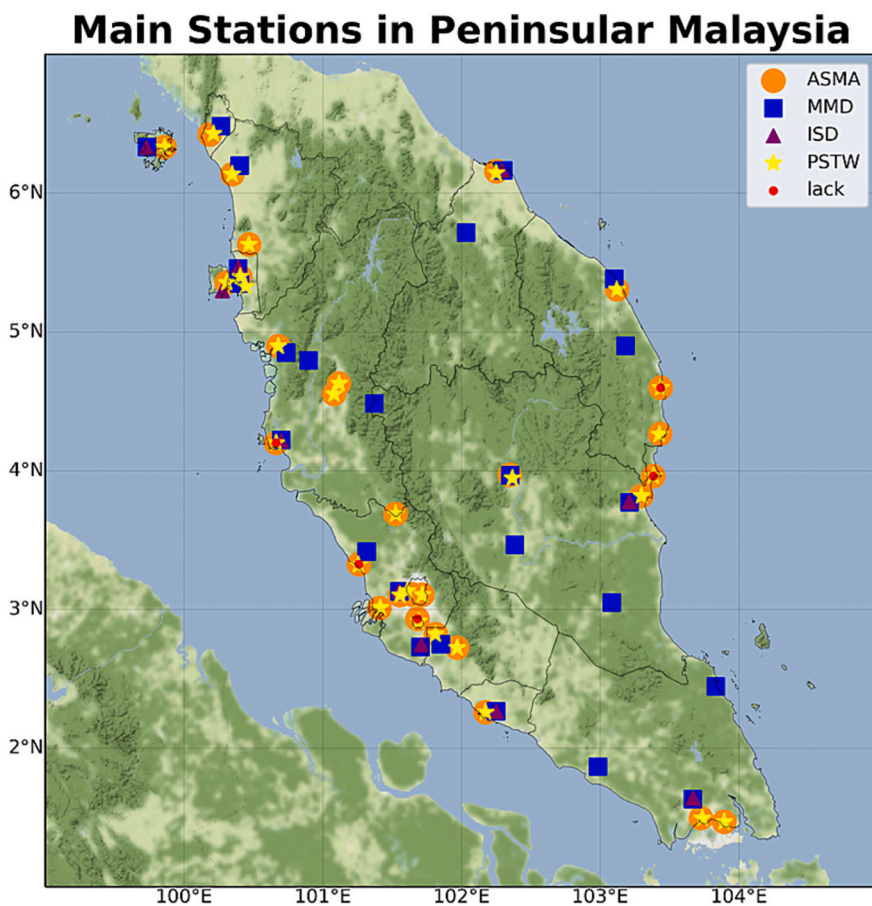 Main Stations in Peninsular Malaysia
ASMA
MMD
ISD
PSTW
lack
6°N
5°N
4°N
3°N
2°N
100°E 101°E 102°E 103°E 104°E